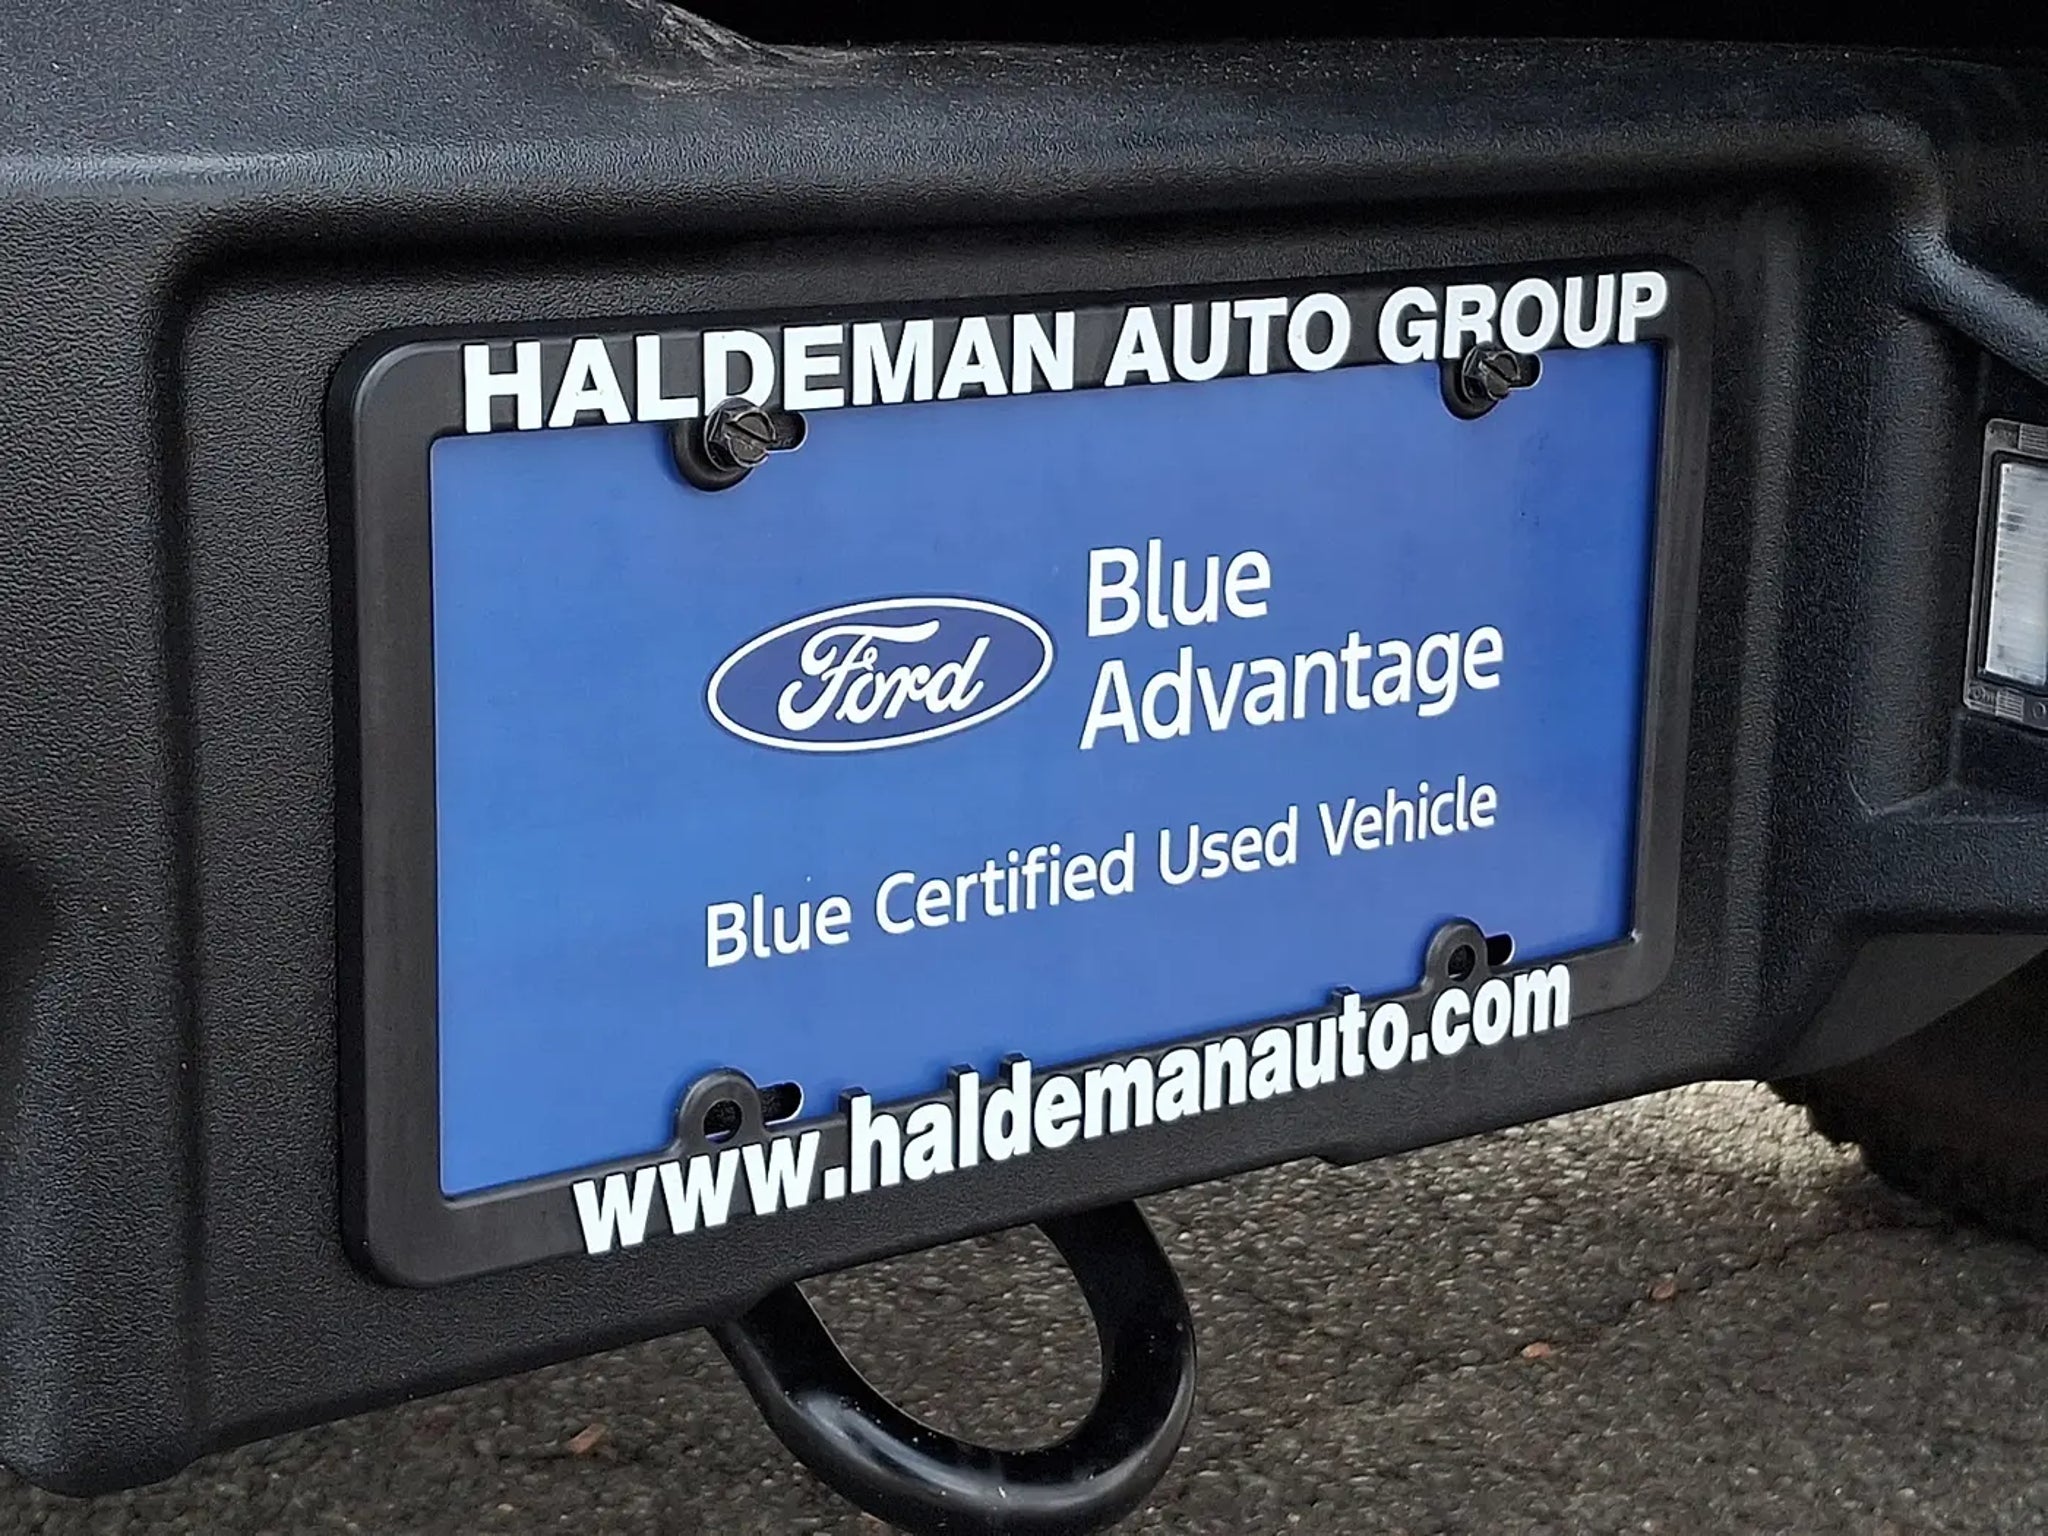 HALDEMAN AUTO GROUP
Ford
Blue
Advantage
Blue Certified Used Vehicle
www.haldemanauto.com